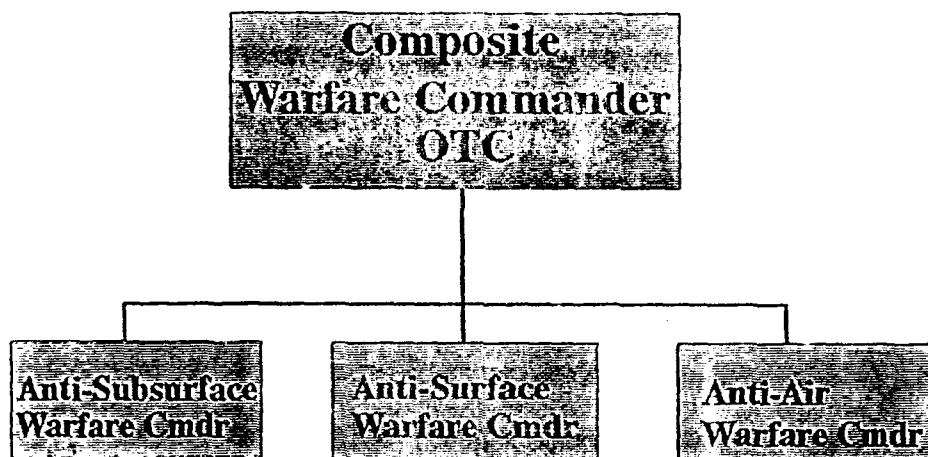 Composite
Warfare Commander
OTC
Anti-Subsurface
Warfare Cmdr
Anti-Surface
Warfare Cmdr
Anti-Air
Warfare Cmdr